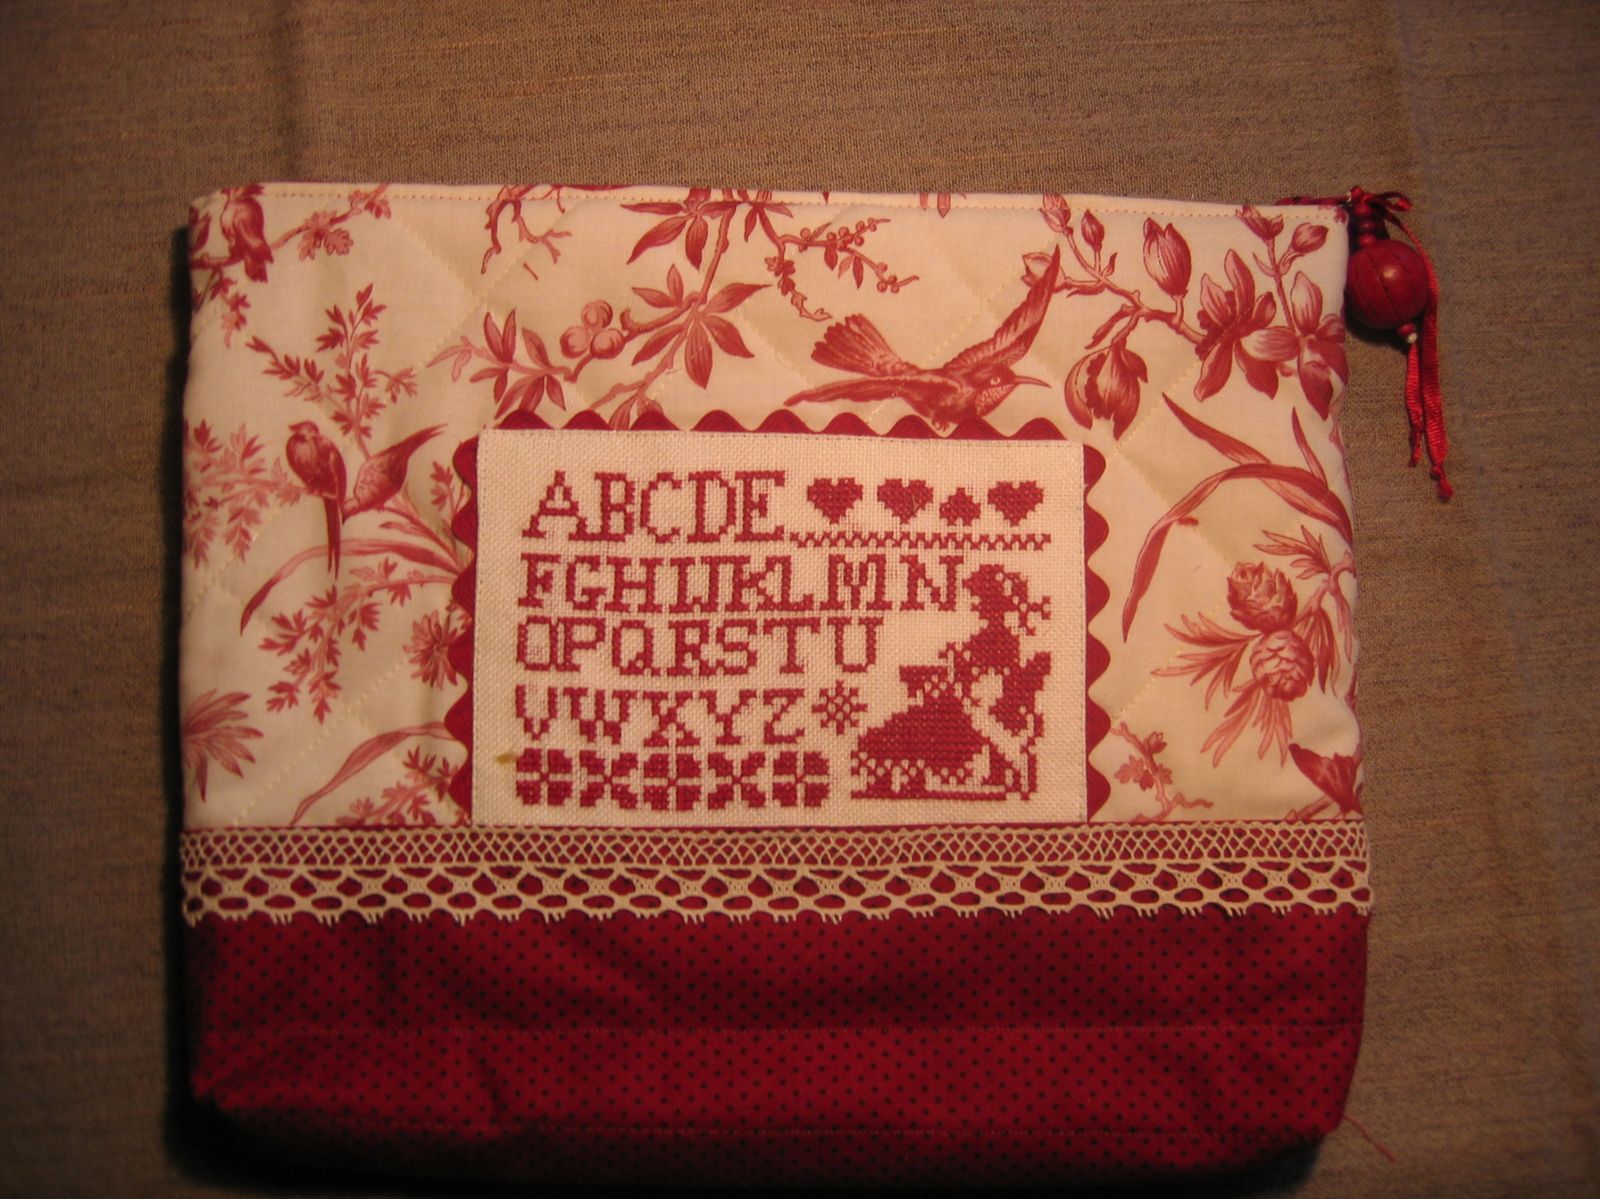 ABCDE
FGHIJKLMN
OPQRSTU
VWXYZ